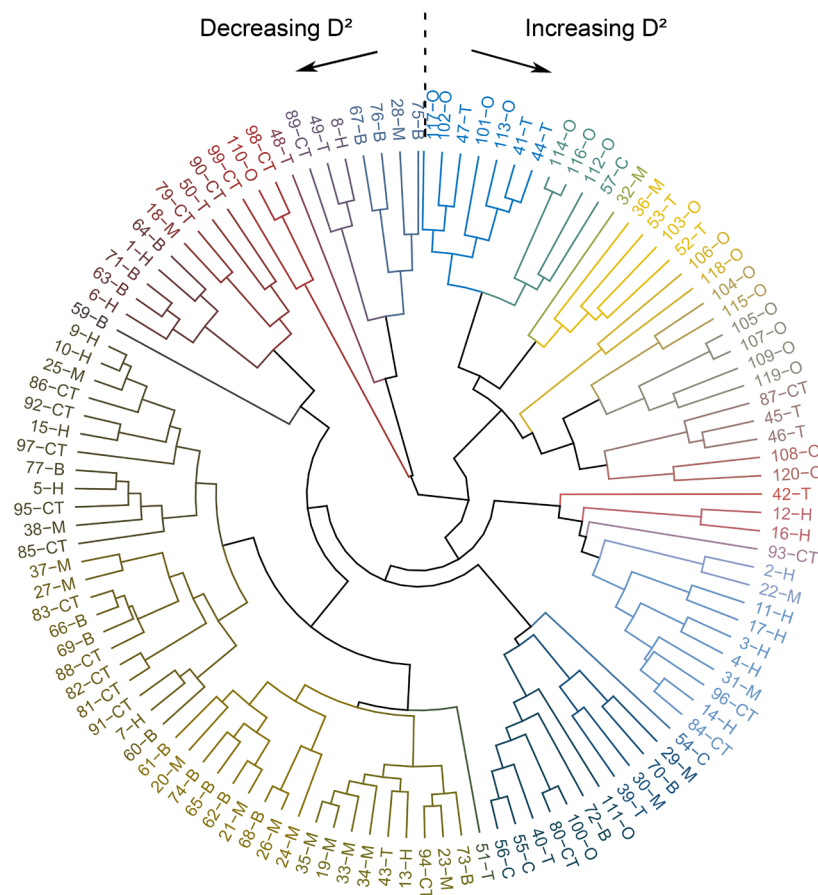 Decreasing D²
Increasing D²
117−O
102−O
47−T
101−O
113−O
41−T
44−T
114−O
116−O
112−O
57−C
32−M
36−M
53−T
103−O
52−T
106−O
118−O
104−O
115−O
105−O
107−O
109−O
119−O
87−CT
45−T
46−T
108−O
120−O
42−T
12−H
16−H
93−CT
2−H
22−M
11−H
17−H
3−H
4−H
31−M
96−CT
14−H
84−CT
54−C
29−M
70−B
30−M
39−T
111−O
72−B
100−O
80−CT
40−T
55−C
56−C
51−T
73−B
23−M
94−CT
13−H
43−T
34−M
33−M
19−M
35−M
24−M
26−M
68−B
21−M
62−B
65−B
74−B
20−M
61−B
60−B
7−H
91−CT
81−CT
82−CT
88−CT
69−B
66−B
83−CT
27−M
37−M
85−CT
38−M
95−CT
5−H
77−B
97−CT
15−H
92−CT
86−CT
25−M
10−H
9−H
59−B
6−H
63−B
71−B
1−H
64−B
18−M
79−CT
50−T
90−CT
99−CT
110−O
98−CT
48−T
89−CT
49−T
8−H
67−B
76−B
28−M
75−B